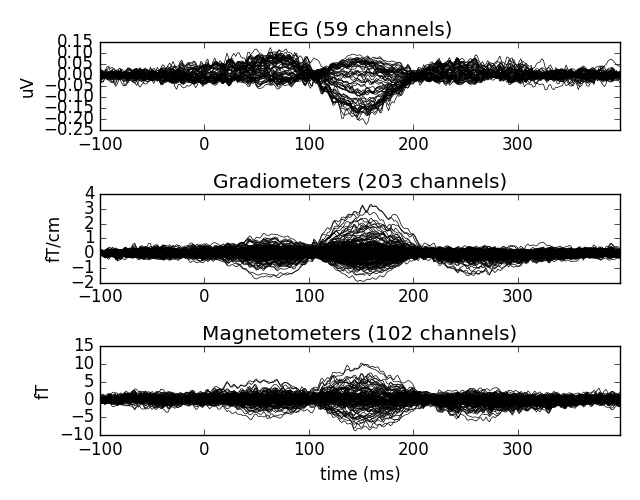 EEG (59 channels)
0.15
0.10
0.05
0.00
−0.05
−0.10
−0.15
−0.20
−0.25
uV
−100 0 100 200 300
Gradiometers (203 channels)
4
3
2
1
0
−1
−2
fT/cm
−100 0 100 200 300
Magnetometers (102 channels)
15
10
5
0
−5
−10
fT
−100 0 100 200 300
time (ms)